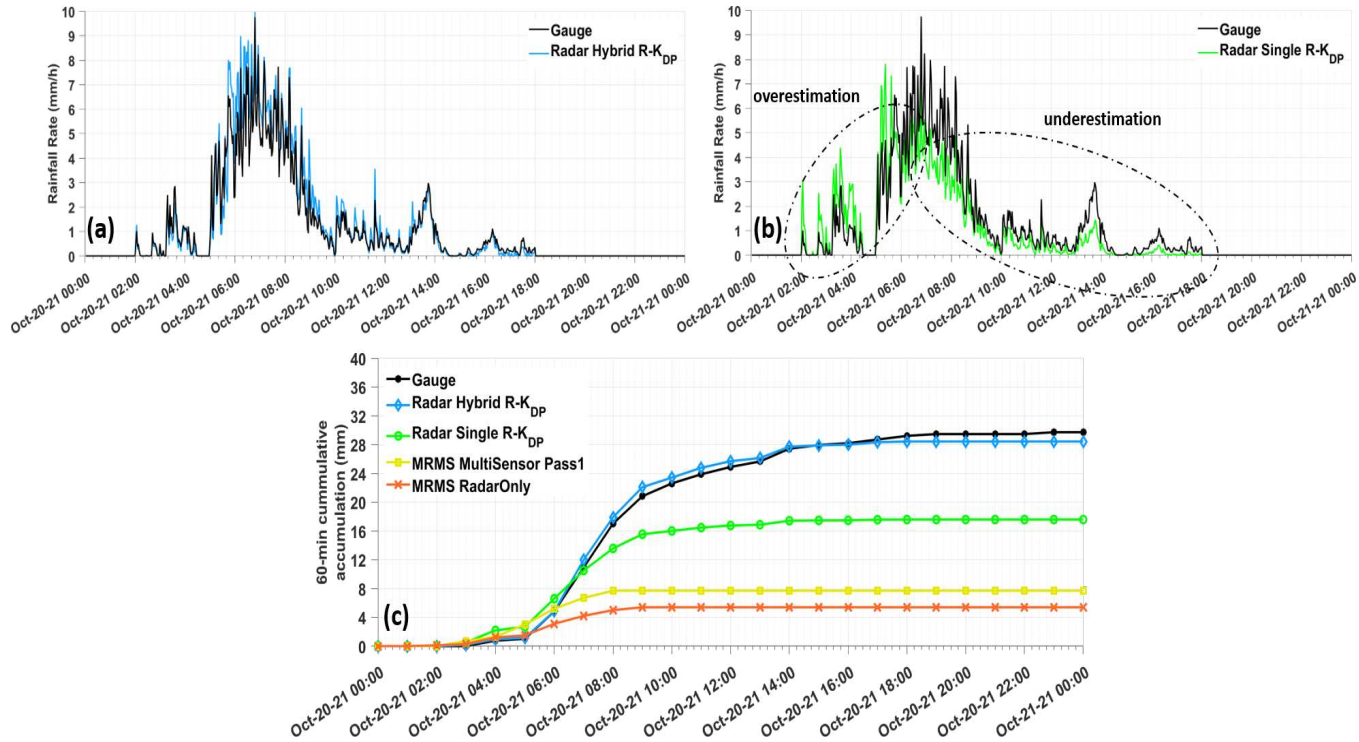 10
9
8
7
6
5
4
3
2
1
0
Rainfall Rate (mm/h)
Gauge
Radar Hybrid R-K_DP
(a)
Oct-20-21 00:00
Oct-20-21 02:00
Oct-20-21 04:00
Oct-20-21 06:00
Oct-20-21 08:00
Oct-20-21 10:00
Oct-20-21 12:00
Oct-20-21 14:00
Oct-20-21 16:00
Oct-20-21 18:00
Oct-20-21 20:00
Oct-20-21 22:00
Oct-21-21 00:00
10
9
8
7
6
5
4
3
2
1
0
Rainfall Rate (mm/h)
Gauge
Radar Single R-K_DP
overestimation
underestimation
(b)
Oct-20-21 00:00
Oct-20-21 02:00
Oct-20-21 04:00
Oct-20-21 06:00
Oct-20-21 08:00
Oct-20-21 10:00
Oct-20-21 12:00
Oct-20-21 14:00
Oct-20-21 16:00
Oct-20-21 18:00
Oct-20-21 20:00
Oct-20-21 22:00
Oct-21-21 00:00
40
36
32
28
24
20
16
12
8
4
0
60-min cummulative
accumulation (mm)
Gauge
Radar Hybrid R-K_DP
Radar Single R-K_DP
MRMS MultiSensor Pass1
MRMS RadarOnly
(c)
Oct-20-21 00:00
Oct-20-21 02:00
Oct-20-21 04:00
Oct-20-21 06:00
Oct-20-21 08:00
Oct-20-21 10:00
Oct-20-21 12:00
Oct-20-21 14:00
Oct-20-21 16:00
Oct-20-21 18:00
Oct-20-21 20:00
Oct-20-21 22:00
Oct-21-21 00:00